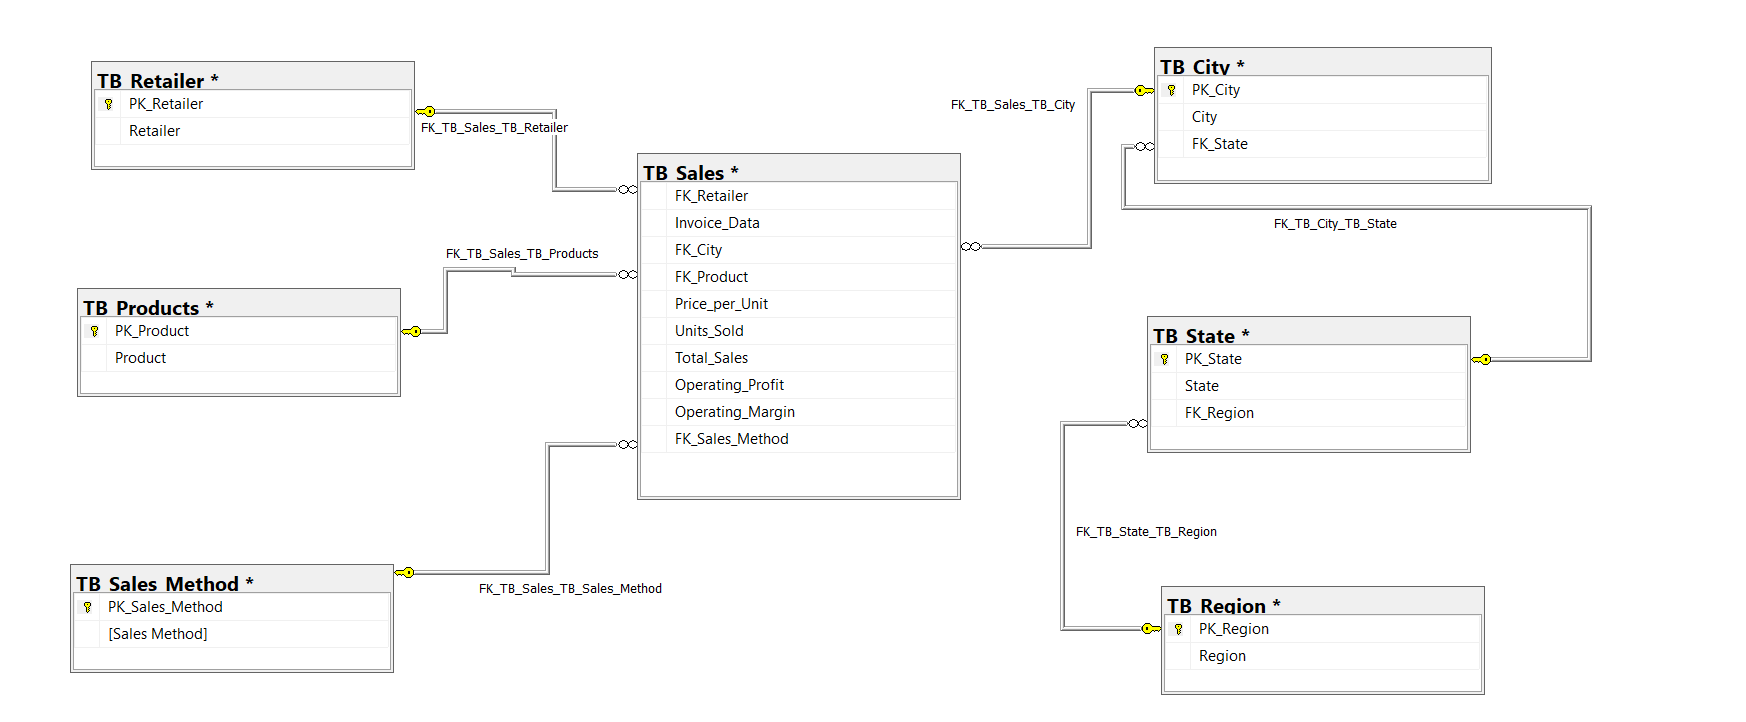 TB_Retailer *
PK_Retailer
Retailer
FK_TB_Sales_TB_Retailer
TB_Products *
PK_Product
Product
FK_TB_Sales_TB_Products
TB_Sales_Method *
PK_Sales_Method
[Sales Method]
FK_TB_Sales_TB_Sales_Method
TB_Sales *
FK_Retailer
Invoice_Data
FK_City
FK_Product
Price_per_Unit
Units_Sold
Total_Sales
Operating_Profit
Operating_Margin
FK_Sales_Method
FK_TB_Sales_TB_City
TB_City *
PK_City
City
FK_State
FK_TB_City_TB_State
TB_State *
PK_State
State
FK_Region
FK_TB_State_TB_Region
TB_Region *
PK_Region
Region